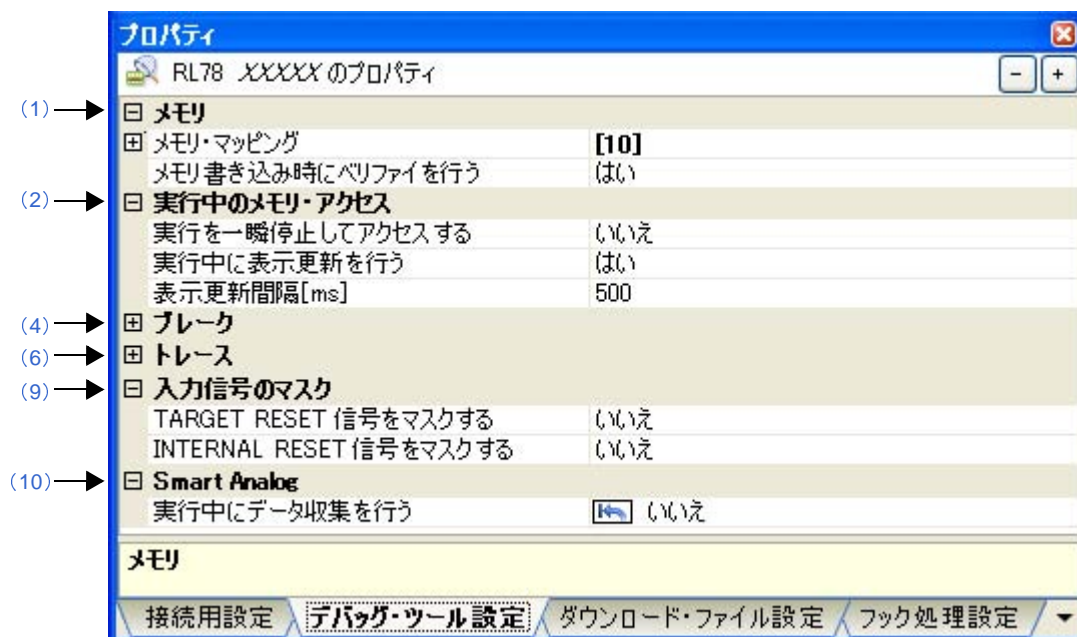 プロパティ
RL78 XXXXX のプロパティ
(1) メモリ
メモリ・マッピング [10]
メモリ書き込み時にベリファイを行う はい
(2) 実行中のメモリ・アクセス
実行を一瞬停止してアクセスする いいえ
実行中に表示更新を行う はい
表示更新間隔[ms] 500
(4) ブレーク
(6) トレース
(9) 入力信号のマスク
TARGET RESET 信号をマスクする いいえ
INTERNAL RESET 信号をマスクする いいえ
(10) Smart Analog
実行中にデータ収集を行う いいえ
メモリ
接続用設定 デバッグ・ツール設定 ダウンロード・ファイル設定 フック処理設定